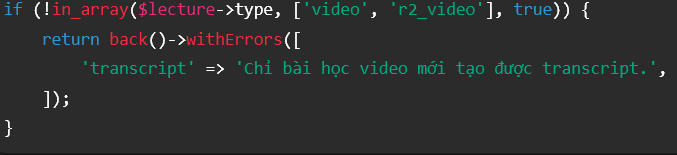 if (!in_array($lecture->type, ['video', 'r2_video'], true)) {
    return back()->withErrors([
        'transcript' => 'Chỉ bài học video mới tạo được transcript.',
    ]);
}